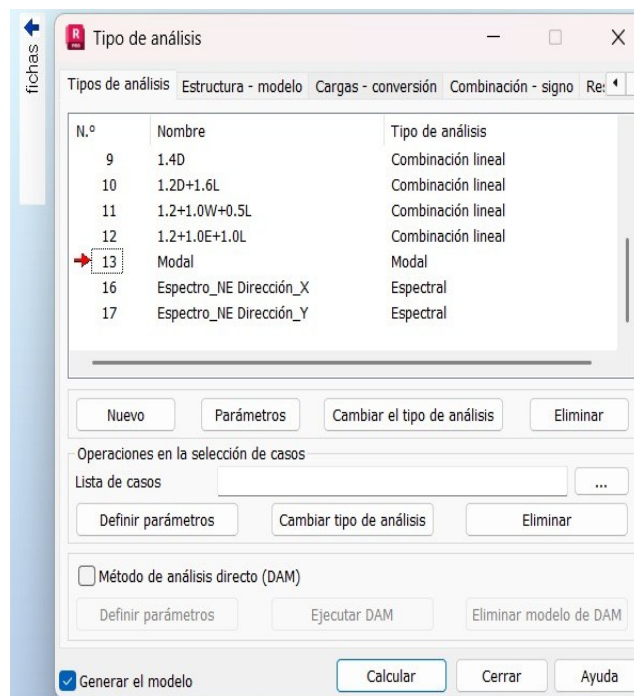 fichas
R
PRO
Tipo de análisis
Tipos de análisis Estructura - modelo Cargas - conversión Combinación - signo Re:
N.º Nombre Tipo de análisis
9 1.4D Combinación lineal
10 1.2D+1.6L Combinación lineal
11 1.2+1.0W+0.5L Combinación lineal
12 1.2+1.0E+1.0L Combinación lineal
13 Modal Modal
16 Espectro_NE Dirección_X Espectral
17 Espectro_NE Dirección_Y Espectral
Nuevo Parámetros Cambiar el tipo de análisis Eliminar
Operaciones en la selección de casos
Lista de casos ...
Definir parámetros Cambiar tipo de análisis Eliminar
Método de análisis directo (DAM)
Definir parámetros Ejecutar DAM Eliminar modelo de DAM
Generar el modelo Calcular Cerrar Ayuda